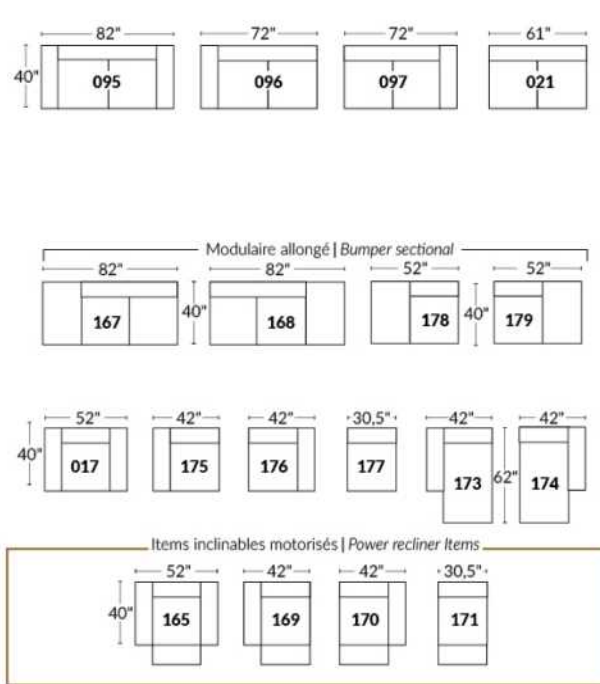 82" 72" 72" 61"
40" 095 096 097 021
Modulaire allongé | Bumper sectional
82" 82" 52" 52"
167 40" 168 178 40" 179
52" 42" 42" 30,5" 42" 42"
40" 017 175 176 177 173 62" 174
Items inclinables motorisés | Power recliner Items
52" 42" 42" 30,5"
40" 165 169 170 171